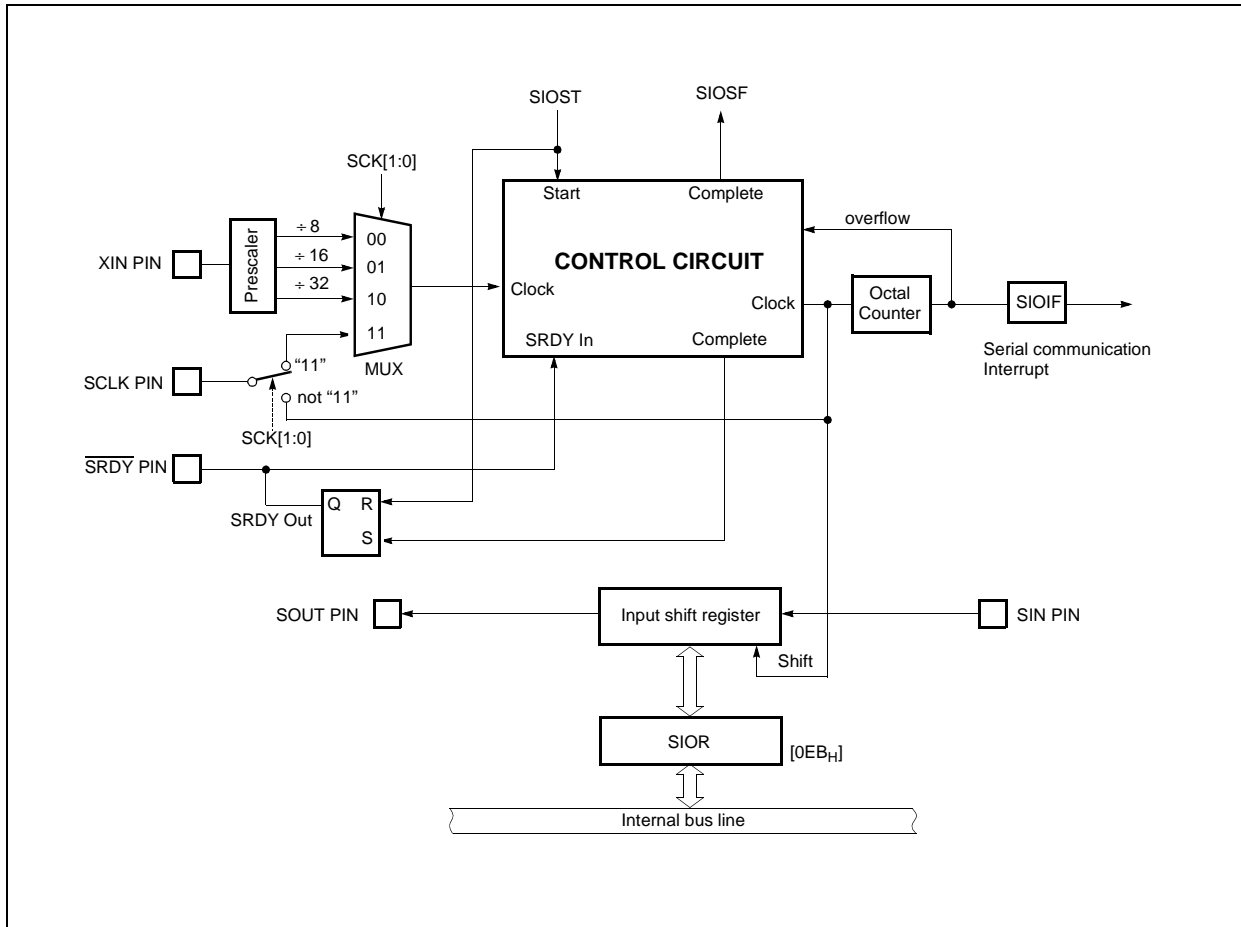 SIOST
SIOSF
SCK[1:0]
Start
Complete
÷ 8
overflow
00
XIN PIN
Prescaler
÷ 16
01
CONTROL CIRCUIT
÷ 32
10
Clock
Clock
Octal
Counter
SIOIF
11
SRDY In
Complete
MUX
Serial communication
Interrupt
"11"
SCLK PIN
not "11"
SCK[1:0]
SRDY PIN
Q
R
SRDY Out
S
SOUT PIN
Input shift register
SIN PIN
Shift
SIOR
[0EBH]
Internal bus line